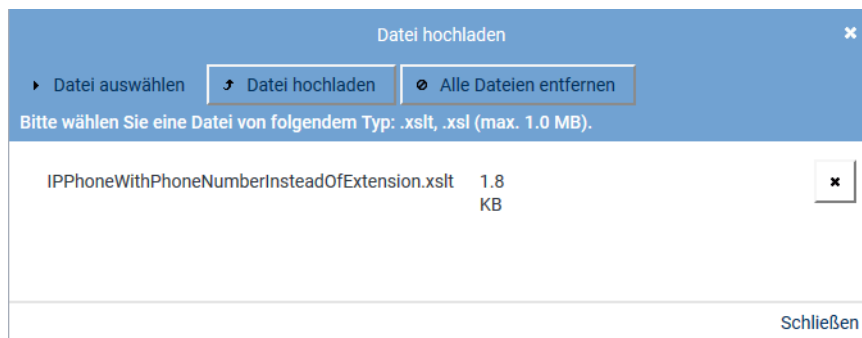 Datei hochladen
Datei auswählen Datei hochladen Alle Dateien entfernen
Bitte wählen Sie eine Datei von folgendem Typ: .xslt, .xsl (max. 1.0 MB).
IPPhoneWithPhoneNumberInsteadOfExtension.xslt 1.8
KB
Schließen